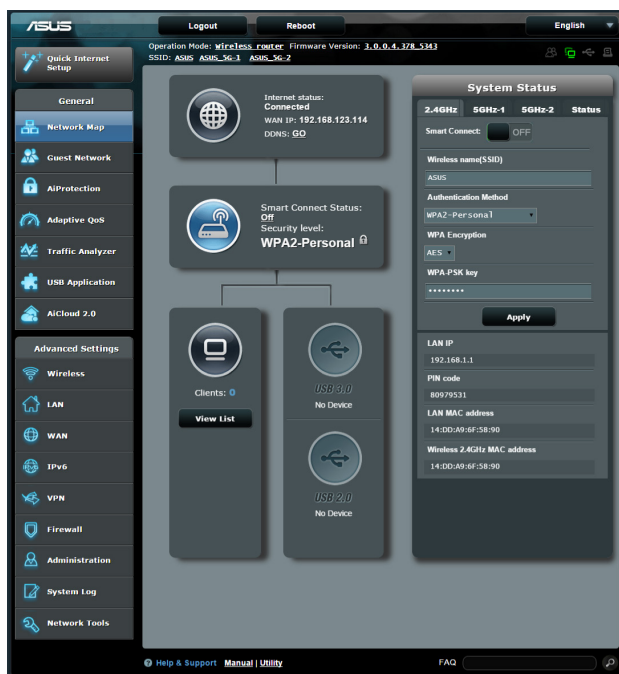 ASUS
Logout
Reboot
English
Quick Internet
Setup
Operation Mode: Wireless router Firmware Version: 3.0.0.4.378_5343
SSID: ASUS ASUS_5G-1 ASUS_5G-2
General
Network Map
Guest Network
AiProtection
Adaptive QoS
Traffic Analyzer
USB Application
AiCloud 2.0
Advanced Settings
Wireless
LAN
WAN
IPv6
VPN
Firewall
Administration
System Log
Network Tools
Internet status:
Connected
WAN IP: 192.168.123.114
DDNS: GO
Smart Connect Status:
Off
Security level:
WPA2-Personal
Clients: 0
View List
USB 3.0
No Device
USB 2.0
No Device
System Status
2.4GHz 5GHz-1 5GHz-2 Status
Smart Connect: OFF
Wireless name(SSID)
ASUS
Authentication Method
WPA2-Personal
WPA Encryption
AES
WPA-PSK key
••••••••
Apply
LAN IP
192.168.1.1
PIN code
80979531
LAN MAC address
14:DD:A9:6F:58:90
Wireless 2.4GHz MAC address
14:DD:A9:6F:58:90
Help & Support Manual | Utility
FAQ